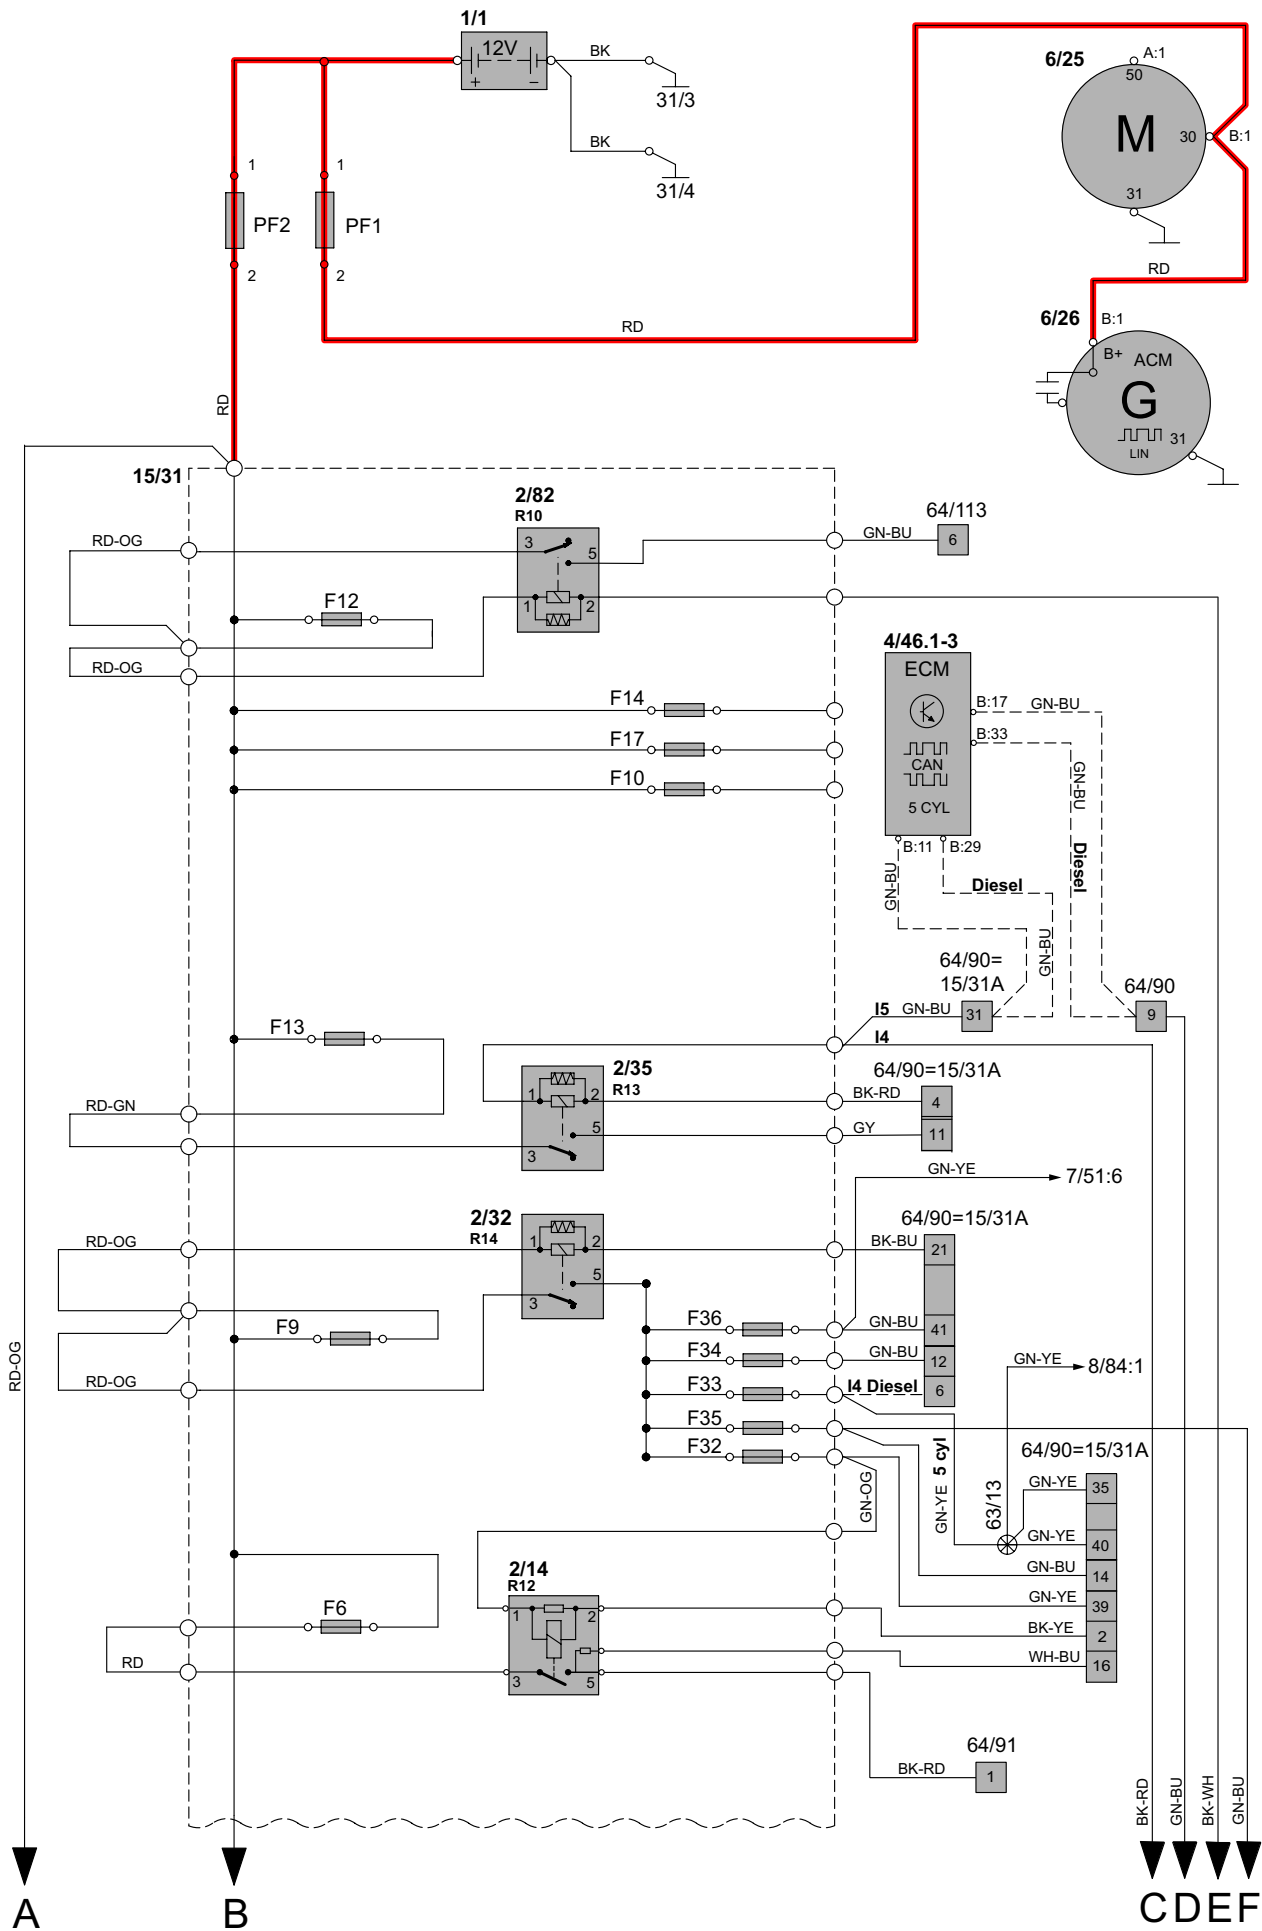 1/1
12V
+ −
BK
31/3
BK
31/4
6/25
A:1
50
M
30
B:1
31
RD
6/26
B:1
B+
ACM
G
31
LIN
1
PF2
2
1
PF1
2
RD
RD
15/31
2/82
R10
3
5
1
2
64/113
GN-BU
6
RD-OG
F12
RD-OG
F14
F17
F10
4/46.1-3
ECM
CAN
5 CYL
B:17
GN-BU
B:33
GN-BU
Diesel
B:11
B:29
GN-BU
Diesel
GN-BU
64/90=
15/31A
64/90
I5
GN-BU
31
9
I4
F13
RD-GN
2/35
R13
1
2
5
3
64/90=15/31A
BK-RD
4
GY
11
GN-YE
7/51:6
2/32
R14
1
2
5
3
64/90=15/31A
RD-OG
BK-BU
21
F9
RD-OG
F36
GN-BU
41
F34
GN-BU
12
F33
I4 Diesel
6
F35
F32
GN-YE
8/84:1
64/90=15/31A
GN-YE 5 cyl
63/13
GN-OG
GN-YE
35
GN-YE
40
GN-BU
14
GN-YE
39
BK-YE
2
WH-BU
16
2/14
R12
1
2
3
5
F6
RD
64/91
BK-RD
1
RD-OG
BK-RD
GN-BU
BK-WH
GN-BU
A
B
C
D
E
F